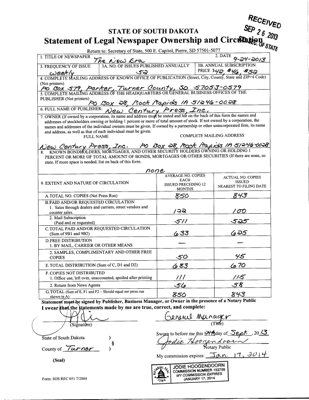 RECEIVED
SEP 26 2013
STATE OF SOUTH DAKOTA
Statement of Legal Newspaper Ownership and Circulation
Return to: Secretary of State, 500 E. Capitol, Pierre, SD 57501-5077
1. TITLE OF NEWSPAPER The New Era
2. DATE 9-24-2013
3. FREQUENCY OF ISSUE weekly
3A. NO. OF ISSUES PUBLISHED ANNUALLY 52
3B. ANNUAL SUBSCRIPTION PRICE $42, $46, $52
4. COMPLETE MAILING ADDRESS OF KNOWN OFFICE OF PUBLICATION (Street, City, County, State and ZIP+4 Code) (Not printers)
PO Box 579, Parker, Turner County, SD 57053-0579
5. COMPLETE MAILING ADDRESS OF THE HEADQUARTERS OF GENERAL BUSINESS OFFICES OF THE PUBLISHER (Not printers)
PO Box 28, Rock Rapids IA 51246-0028
6. FULL NAME OF PUBLISHER: New Century Press, Inc.
7. OWNER (If owned by a corporation, its name and address must be stated and also on the back of this form the names and addresses of stockholders owning or holding 1 percent or more of total amount of stock. If not owned by a corporation, the names and addresses of the individual owners must be given. If owned by a partnership or other unincorporated firm, its name and address, as well as that of each individual must be given.
FULL NAME COMPLETE MAILING ADDRESS
New Century Press, Inc. PO Box 28, Rock Rapids IA 51246-0028
8. KNOWN BONDHOLDERS, MORTGAGEES, AND OTHER SECURITY HOLDERS OWNING OR HOLDING 1 PERCENT OR MORE OF TOTAL AMOUNT OF BONDS, MORTGAGES OR OTHER SECURITIES (If there are none, so state. If more space is needed, list on back of this form.
none
9. EXTENT AND NATURE OF CIRCULATION
AVERAGE NO. COPIES EACH ISSUED PRECEDING 12 MONTHS
ACTUAL NO. COPIES ISSUED NEAREST TO FILING DATE
A. TOTAL NO. COPIES (Net Press Run) 850 843
B. PAID AND/OR REQUESTED CIRCULATION
1. Sales through dealers and carriers, street vendors and counter sales. 122 100
2. Mail Subscription (Paid and or requested) 511 525
C. TOTAL PAID AND/OR REQUESTED CIRCULATION (Sum of 9B1 and 9B2) 633 625
D. FREE DISTRIBUTION
1. BY MAIL, CARRIER OR OTHER MEANS — —
2. SAMPLES, COMPLIMENTARY AND OTHER FREE COPIES 50 45
E. TOTAL DISTRIBUTION (Sum of C, D1 and D2) 683 670
F. COPIES NOT DISTRIBUTED
1. Office use, left over, unaccounted, spoiled after printing 111 115
2. Return from News Agents 56 58
G. TOTAL (Sum of E, F1 and F2 - Should equal net press run shown in A) 850 843
Statement must be signed by Publisher, Business Manager, or Owner in the presence of a Notary Public
I swear that the statements made by me are true, correct, and complete:
(Signature)
General Manager
(Title)
State of South Dakota )
County of Turner )
Sworn to before me this 24th day of Sept, 2013
Jodie Hoogendoorn
Notary Public
My commission expires: Jan. 17, 2014
(Seal)
JODIE HOOGENDOORN
MY COMMISSION EXPIRES
JANUARY 17, 2014